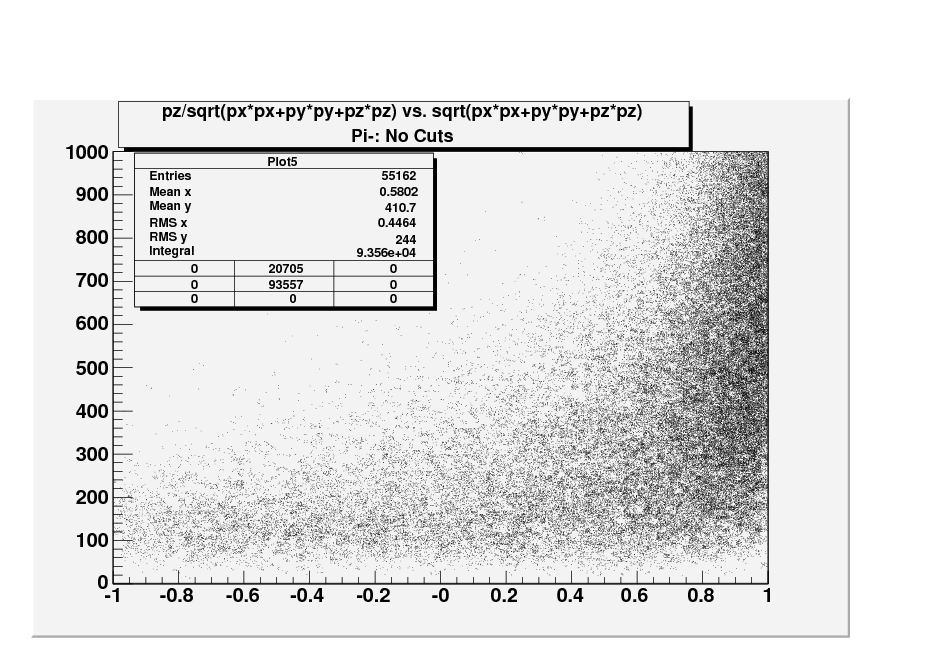 pz/sqrt(px*px+py*py+pz*pz) vs. sqrt(px*px+py*py+pz*pz)
Pi-: No Cuts
Plot5
Entries 55162
Mean x 0.5802
Mean y 410.7
RMS x 0.4464
RMS y 244
Integral 9.356e+04
0 20705 0
0 93557 0
0 0 0
1000
900
800
700
600
500
400
300
200
100
0
-1 -0.8 -0.6 -0.4 -0.2 -0 0.2 0.4 0.6 0.8 1